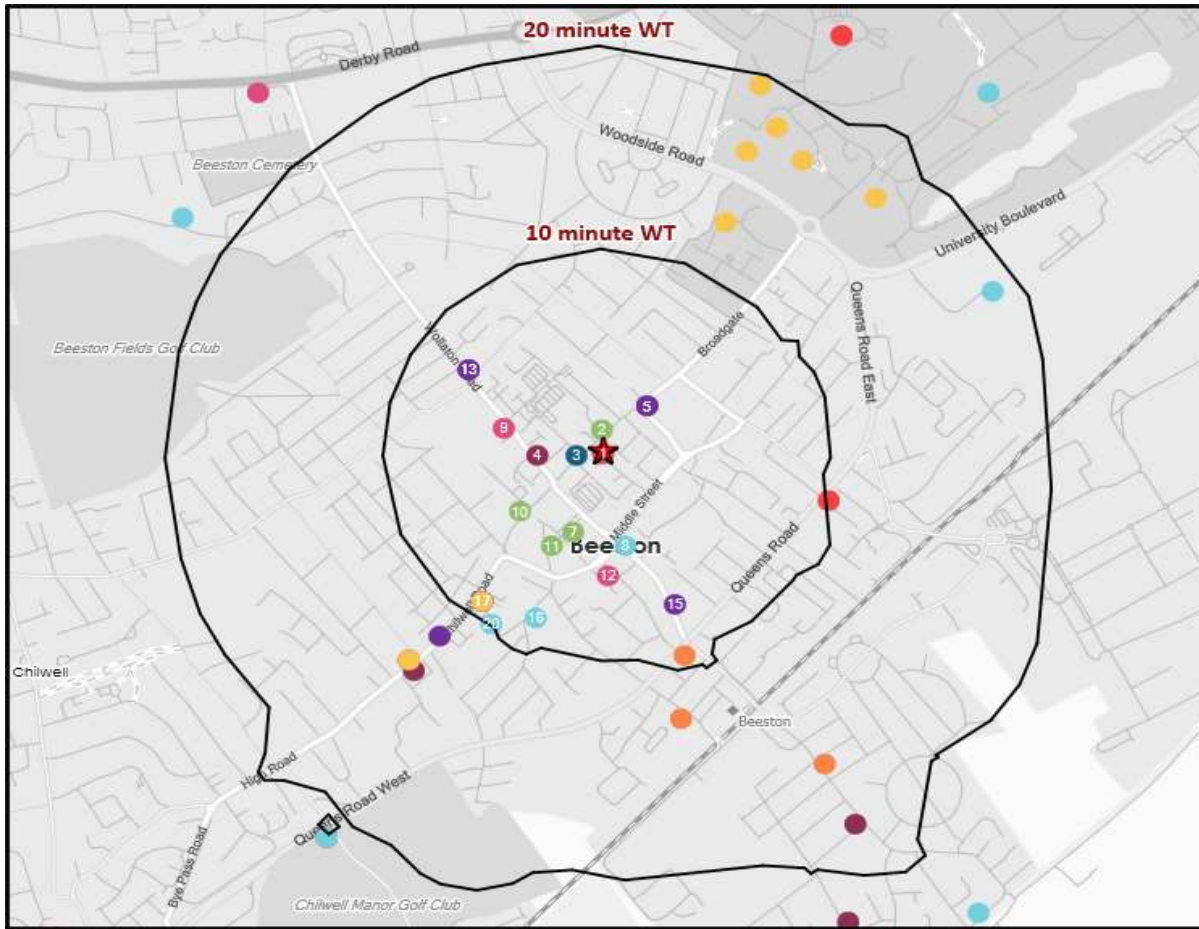 20 minute WT
Derby Road
Woodside Road
Beeston Cemetery
University Boulevard
10 minute WT
Queens Road East
Broadgate
Beeston Fields Golf Club
13
5
9
2
4
3
1
Middle Street
10
7
11
Beeston
8
Queens Road
12
17
15
16
20
Chilwell
Beeston
High Road
Queens Road West
Bye Pass Road
Chilwell Manor Golf Club